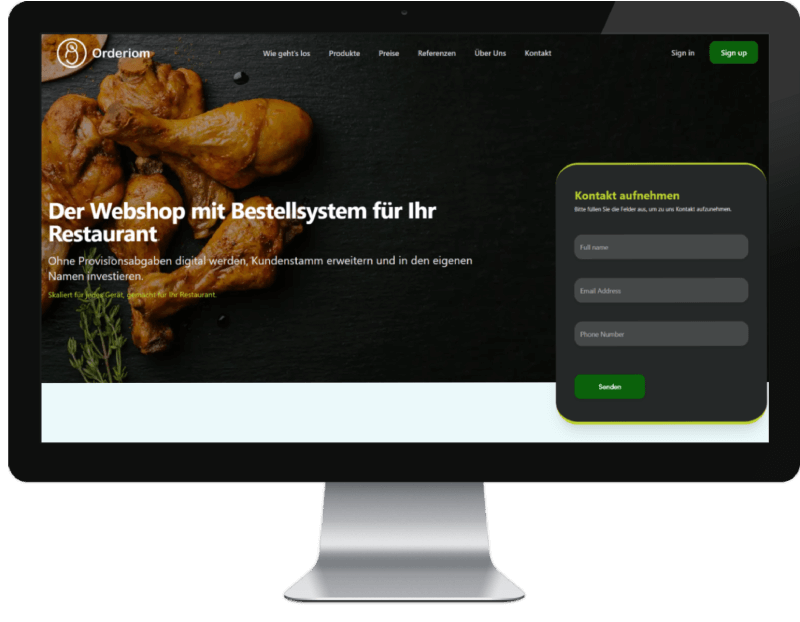 Orderiom
Wie geht's los
Produkte
Preise
Referenzen
Über Uns
Kontakt
Sign in
Sign up
Der Webshop mit Bestellsystem für Ihr
Restaurant
Ohne Provisionsabgaben digital werden, Kundenstamm erweitern und in den eigenen
Namen investieren.
Skaliert für jedes Gerät, gemacht für Ihr Restaurant.
Kontakt aufnehmen
Bitte füllen Sie die Felder aus, um zu uns Kontakt aufzunehmen.
Full name
Email Address
Phone Number
Senden